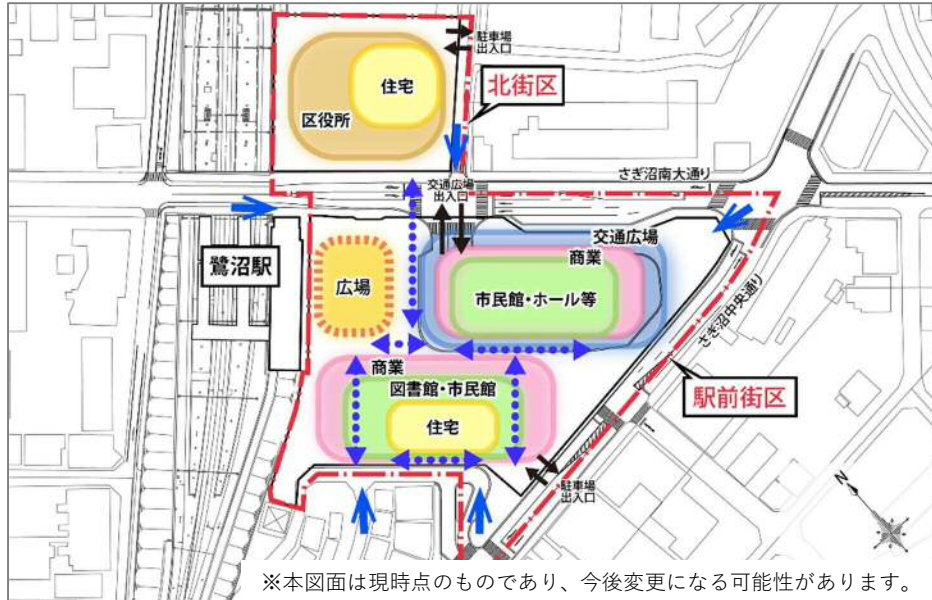 駐車場
出入口
住宅
区役所
北街区
さぎ沼南大通り
交通広場
出入口
鷺沼駅
広場
交通広場
商業
市民館・ホール等
さぎ沼中央通り
商業
図書館・市民館
住宅
駅前街区
駐車場
出入口
N
※本図面は現時点のものであり、今後変更になる可能性があります。